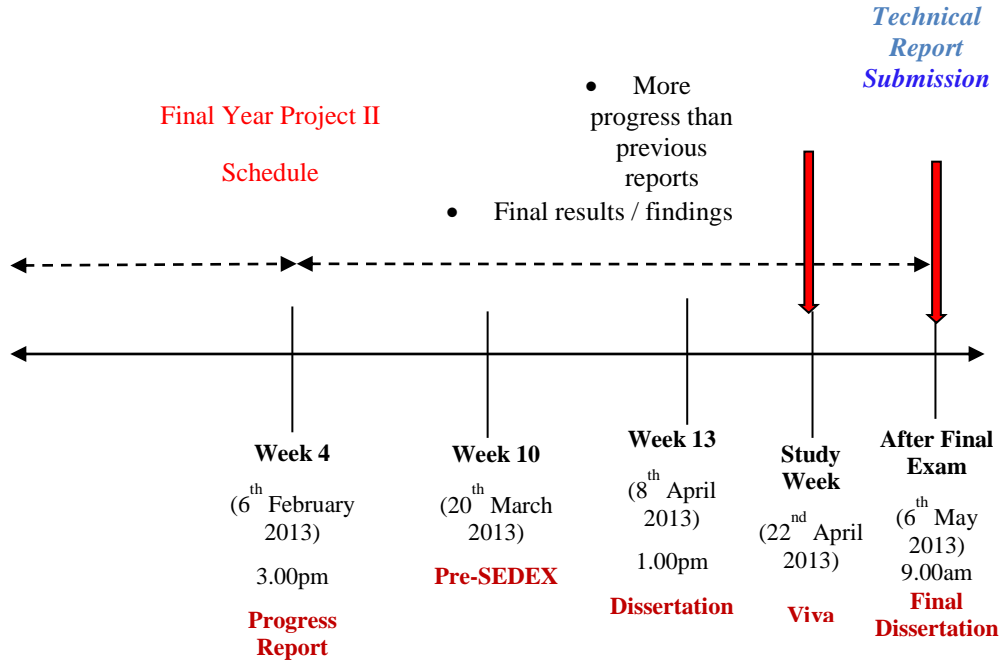 Technical
Report
Submission
Final Year Project II
Schedule
• More
progress than
previous
reports
• Final results / findings
Week 4
(6th February
2013)
3.00pm
Progress
Report
Week 10
(20th March
2013)
Pre-SEDEX
Week 13
(8th April
2013)
1.00pm
Dissertation
Study
Week
(22nd April
2013)
Viva
After Final
Exam
(6th May
2013)
9.00am
Final
Dissertation